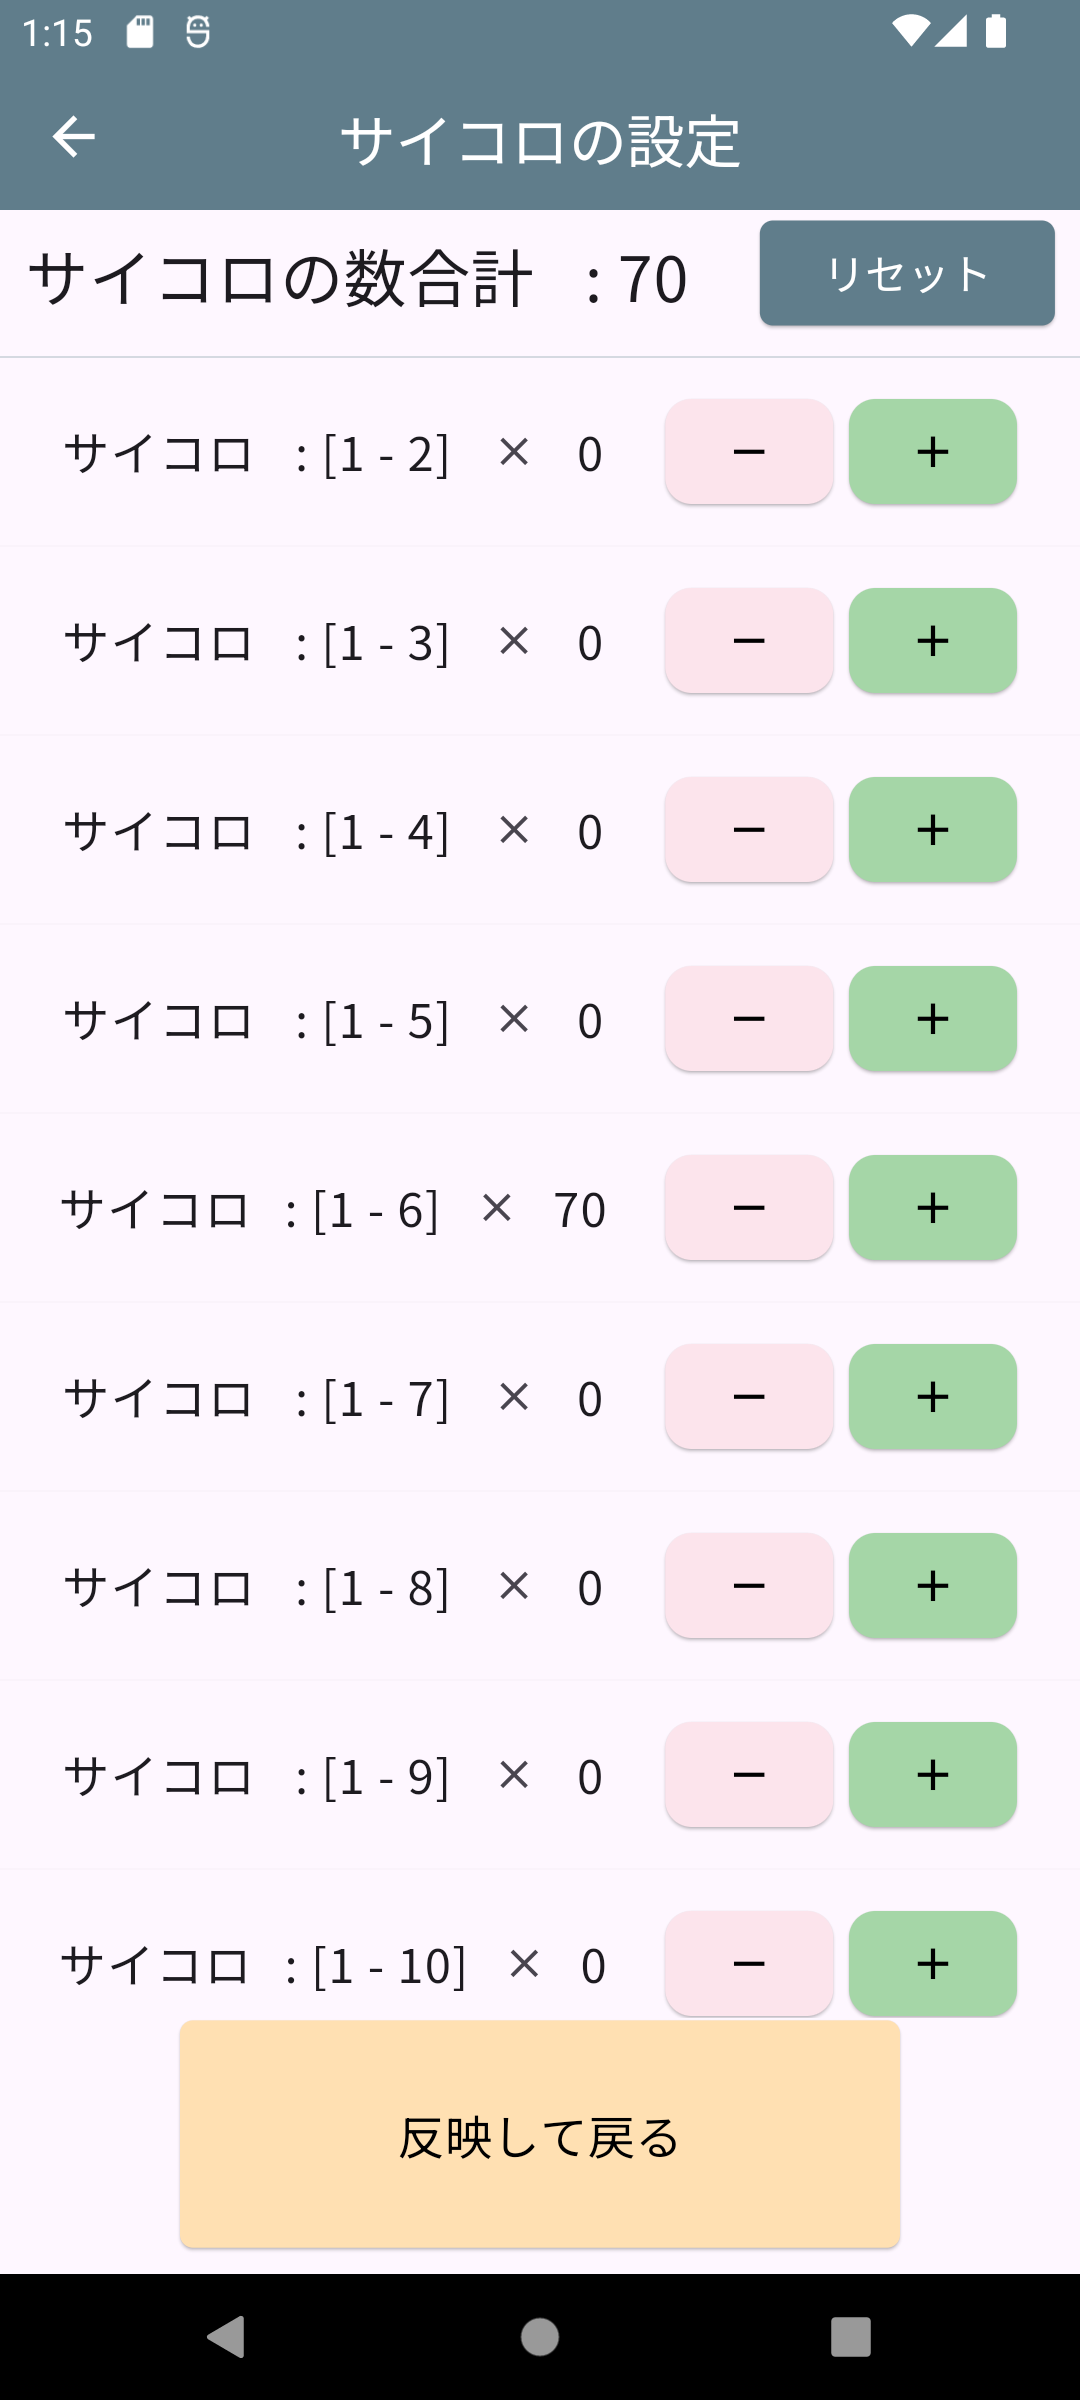 1:15
サイコロの設定
サイコロの数合計 : 70
リセット
サイコロ : [1 - 2] × 0 − +
サイコロ : [1 - 3] × 0 − +
サイコロ : [1 - 4] × 0 − +
サイコロ : [1 - 5] × 0 − +
サイコロ : [1 - 6] × 70 − +
サイコロ : [1 - 7] × 0 − +
サイコロ : [1 - 8] × 0 − +
サイコロ : [1 - 9] × 0 − +
サイコロ : [1 - 10] × 0 − +
反映して戻る